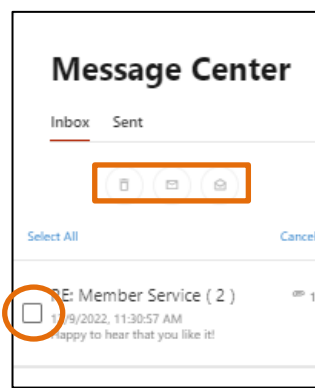 Message Center
Inbox Sent
Select All Cancel
RE: Member Service ( 2 ) 1
12/9/2022, 11:30:57 AM
Happy to hear that you like it!